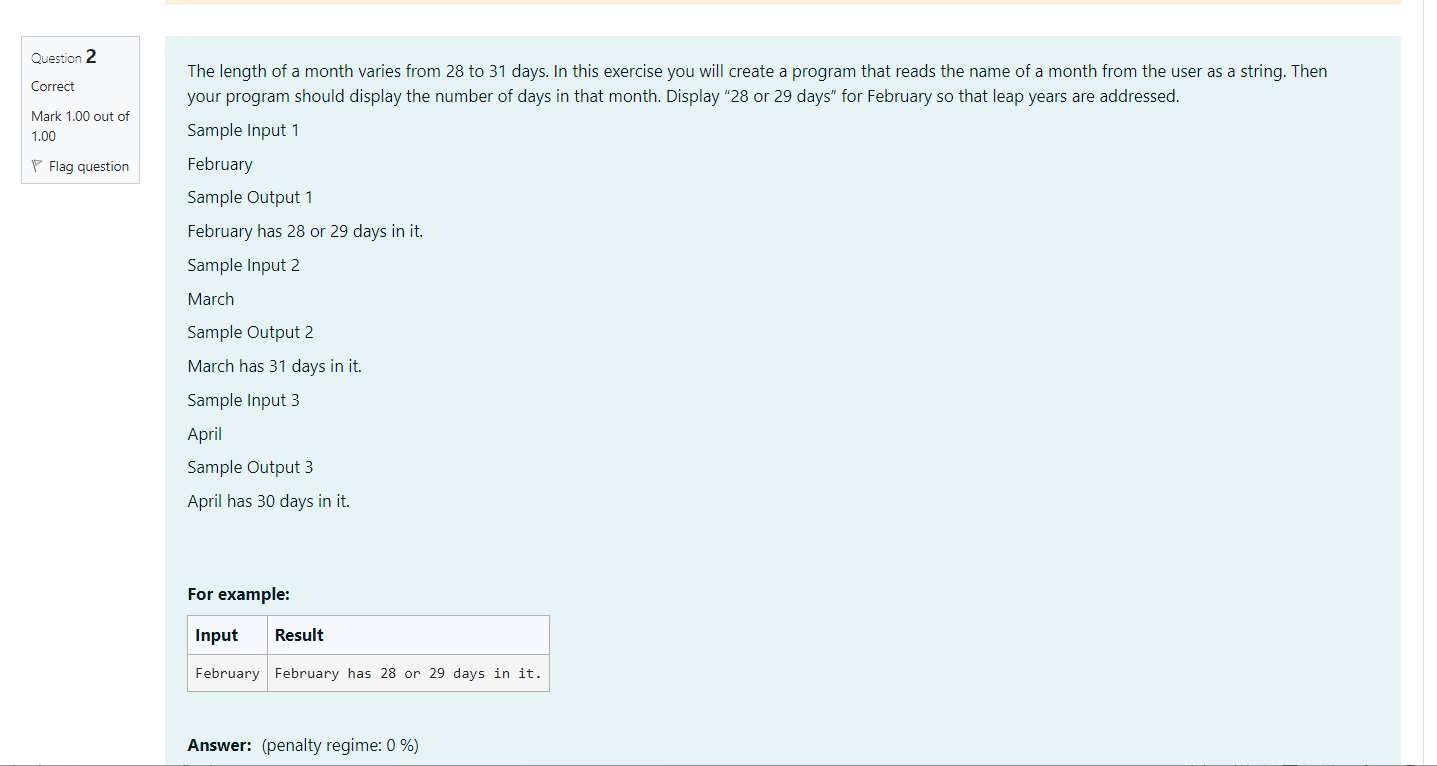 Question 2
Correct
Mark 1.00 out of
1.00
Flag question
The length of a month varies from 28 to 31 days. In this exercise you will create a program that reads the name of a month from the user as a string. Then
your program should display the number of days in that month. Display “28 or 29 days” for February so that leap years are addressed.
Sample Input 1
February
Sample Output 1
February has 28 or 29 days in it.
Sample Input 2
March
Sample Output 2
March has 31 days in it.
Sample Input 3
April
Sample Output 3
April has 30 days in it.
For example:
Input Result
February February has 28 or 29 days in it.
Answer: (penalty regime: 0 %)